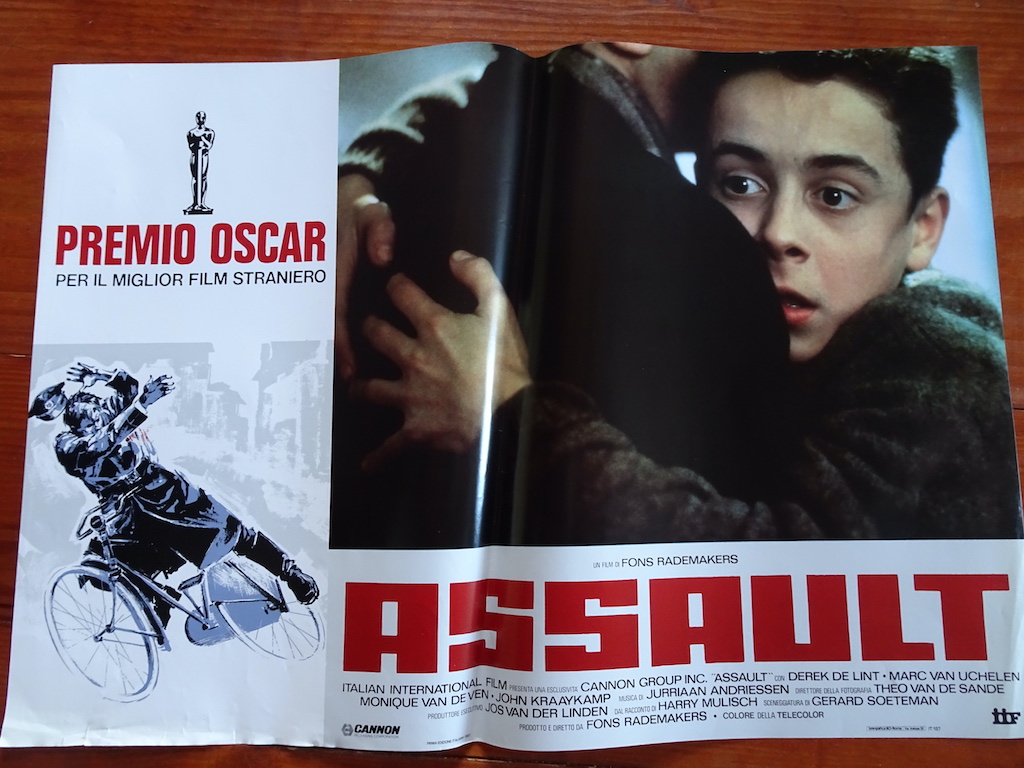 PREMIO OSCAR
PER IL MIGLIOR FILM STRANIERO
UN FILM DI FONS RADEMAKERS
ASSAULT
ITALIAN INTERNATIONAL FILM PRESENTA UNA ESCLUSIVITA CANNON GROUP INC. "ASSAULT" CON DEREK DE LINT • MARC VAN UCHELEN
MONIQUE VAN DE VEN • JOHN KRAAYKAMP MUSICA DI JURRIAAN ANDRIESSEN DIRETTORE DELLA FOTOGRAFIA THEO VAN DE SANDE
PRODUTTORE ESECUTIVO JOS VAN DER LINDEN DAL RACCONTO DI HARRY MULISCH SCENEGGIATURA DI GERARD SOETEMAN
PRODOTTO E DIRETTO DA FONS RADEMAKERS • COLORE DELLA TELECOLOR
CANNON
iif